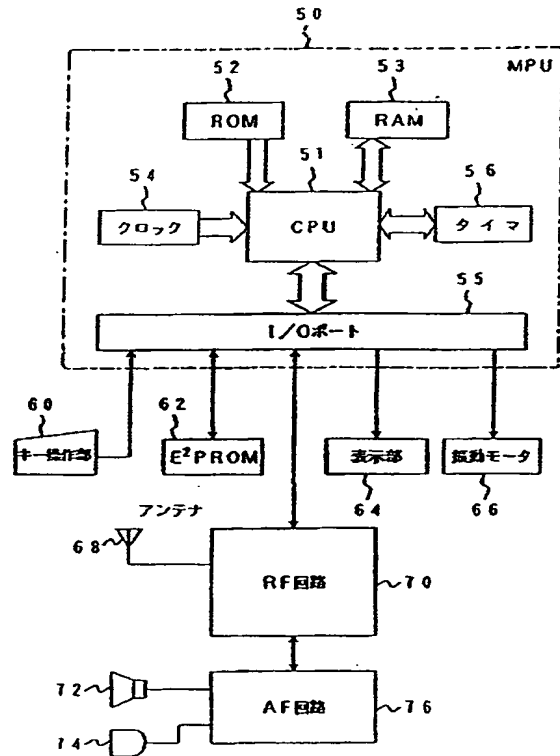 50
52
53
MPU
ROM
RAM
51
54
56
クロック
CPU
タイマ
55
I/Oポート
60
62
キー操作部
E²PROM
表示部
振動モータ
64
66
アンテナ
68
RF回路
70
72
AF回路
76
74